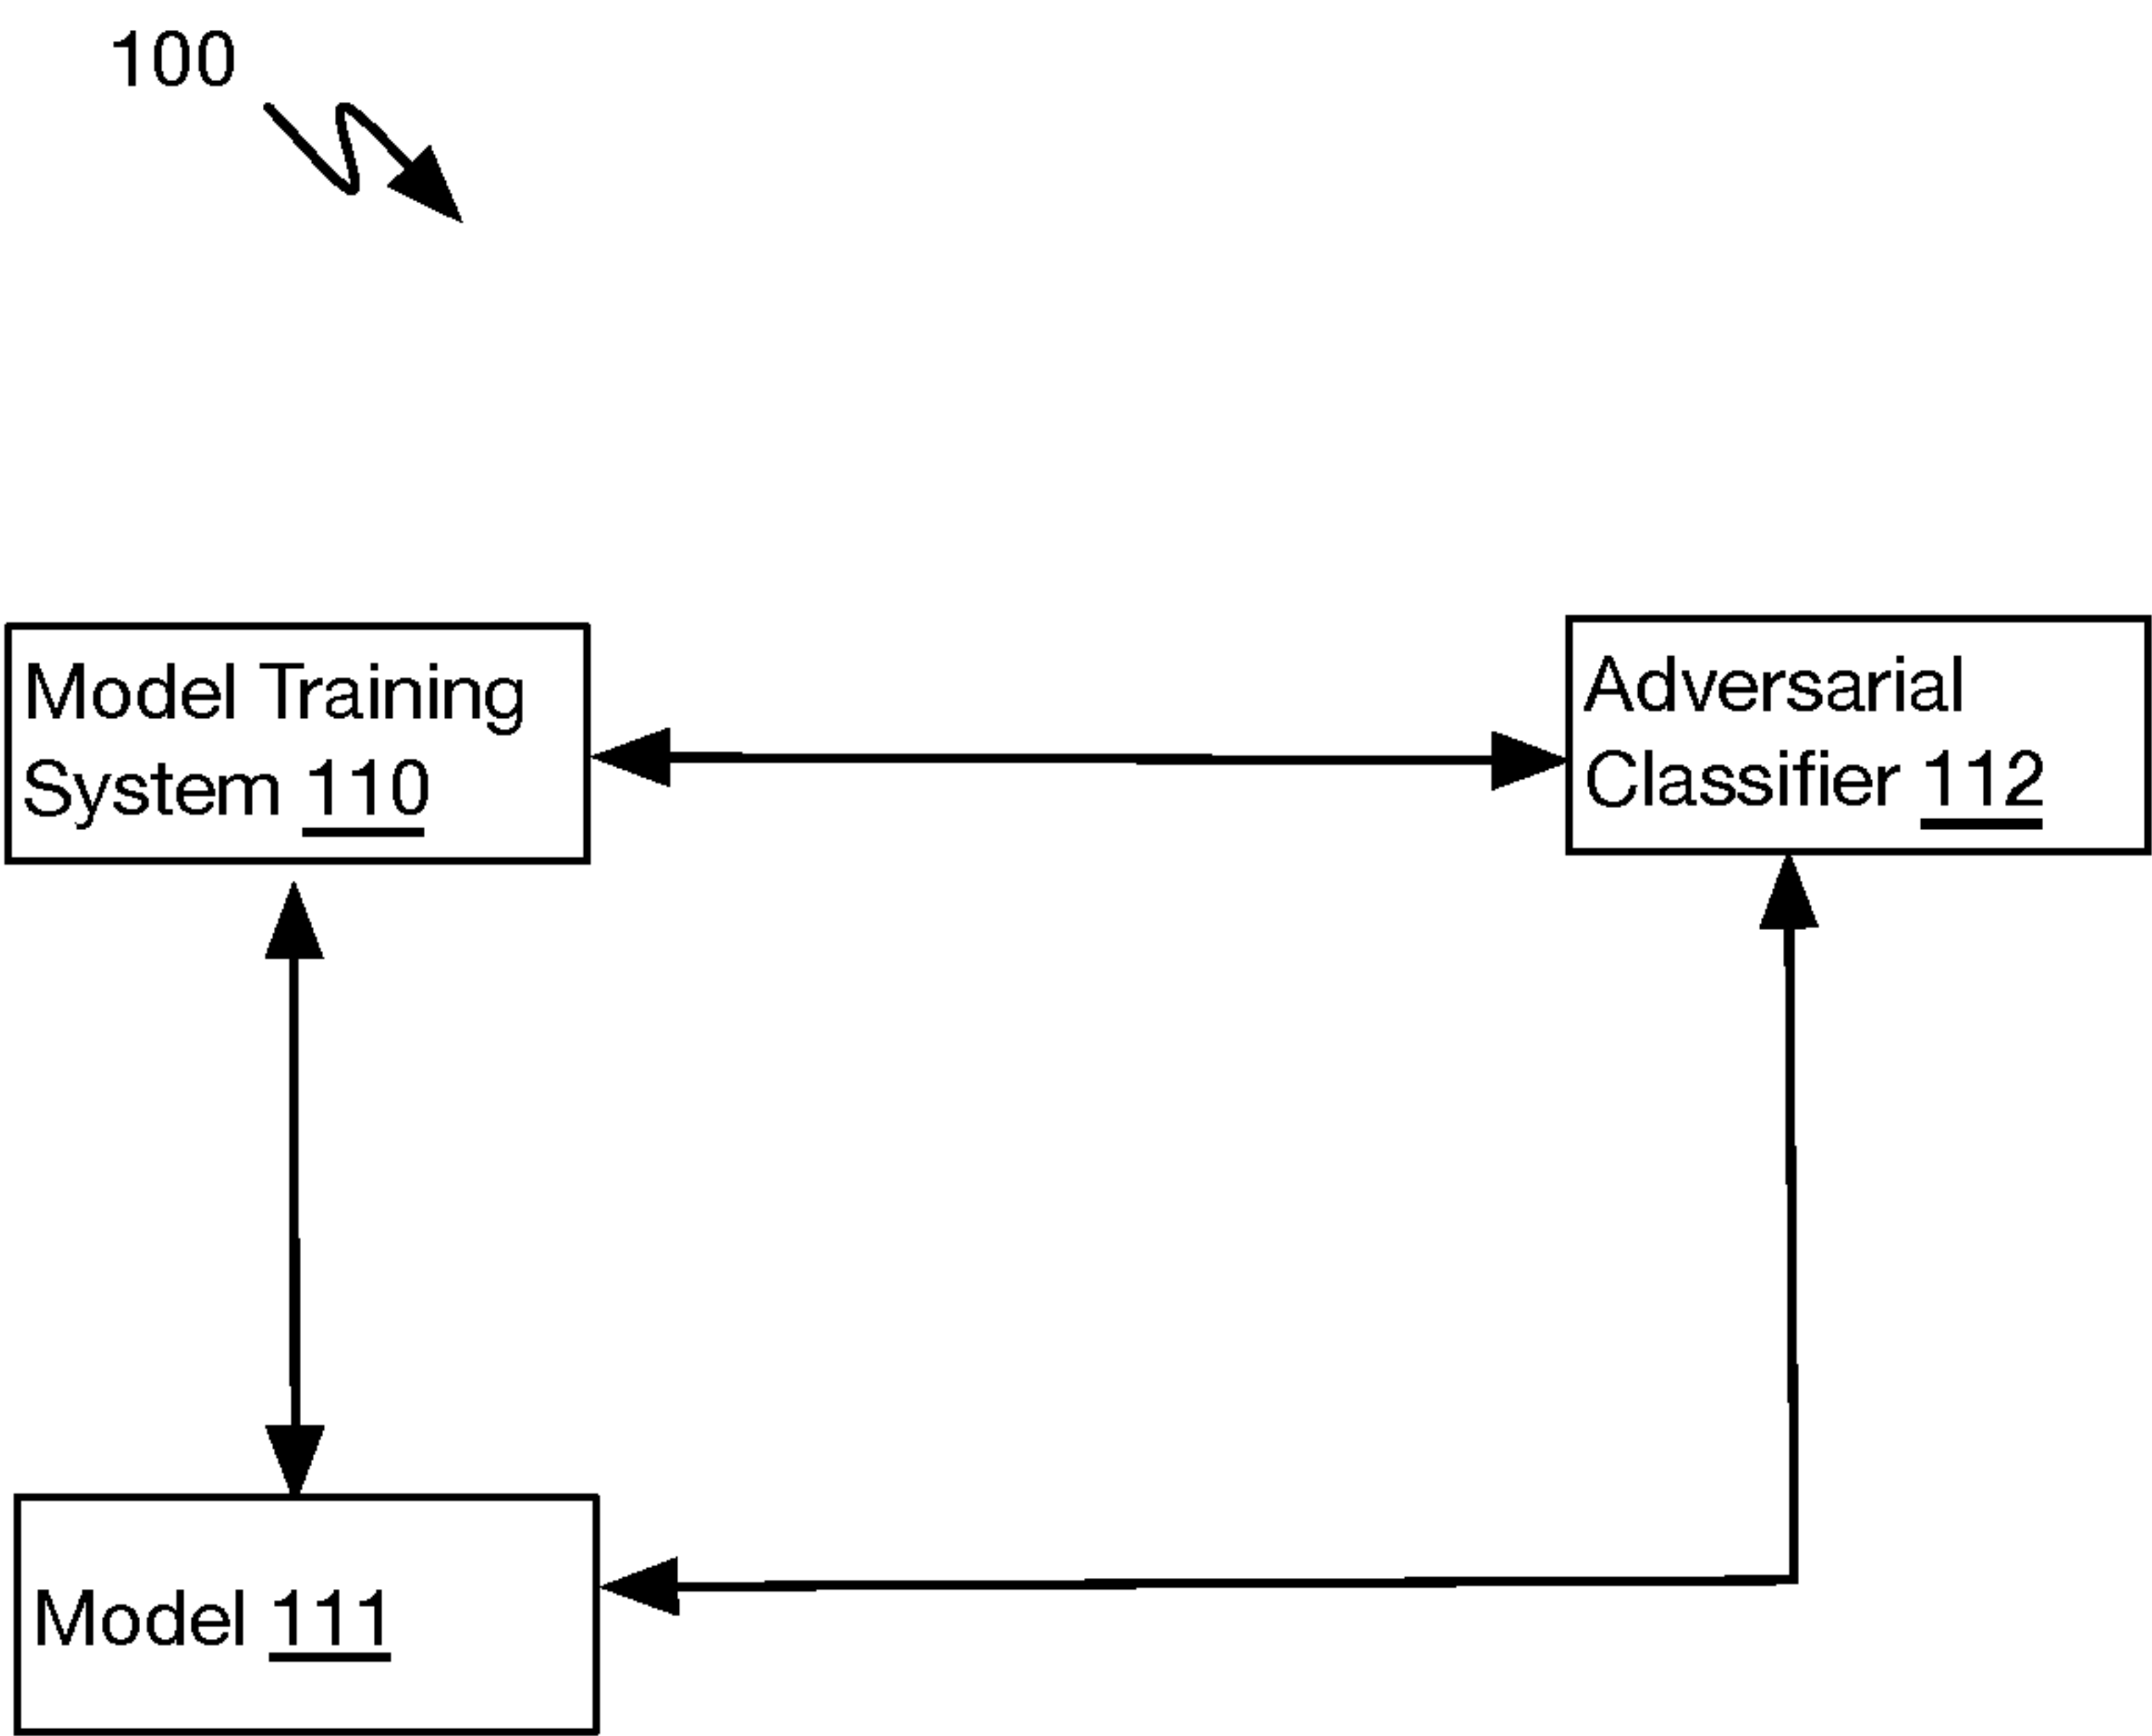 100
Model Training
System 110
Adversarial
Classifier 112
Model 111